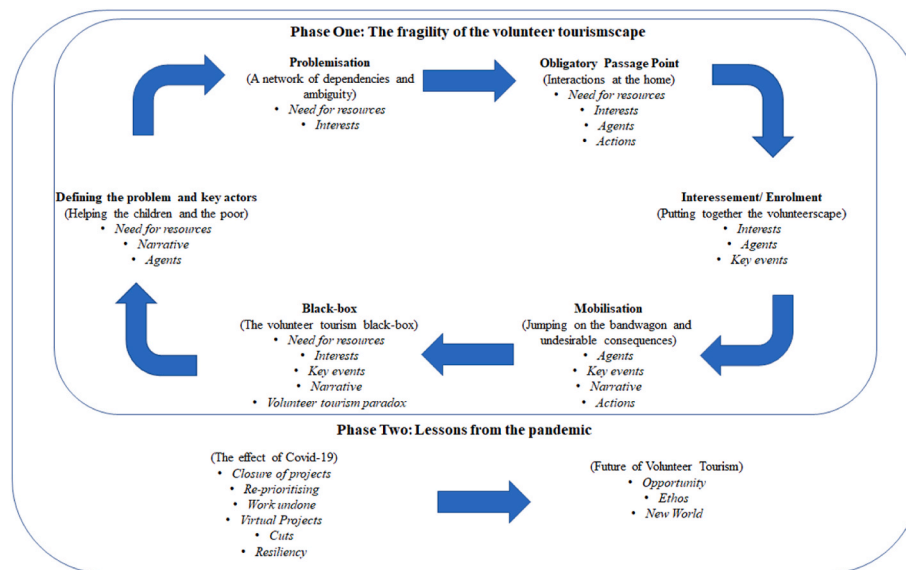 Phase One: The fragility of the volunteer tourismscape
Problemisation
(A network of dependencies and
ambiguity)
• Need for resources
• Interests
Obligatory Passage Point
(Interactions at the home)
• Need for resources
• Interests
• Agents
• Actions
Defining the problem and key actors
(Helping the children and the poor)
• Need for resources
• Narrative
• Agents
Interessement/ Enrolment
(Putting together the volunteerscape)
• Interests
• Agents
• Key events
Black-box
(The volunteer tourism black-box)
• Need for resources
• Interests
• Key events
• Narrative
• Volunteer tourism paradox
Mobilisation
(Jumping on the bandwagon and
undesirable consequences)
• Agents
• Key events
• Narrative
• Actions
Phase Two: Lessons from the pandemic
(The effect of Covid-19)
• Closure of projects
• Re-prioritising
• Work undone
• Virtual Projects
• Cuts
• Resiliency
(Future of Volunteer Tourism)
• Opportunity
• Ethos
• New World